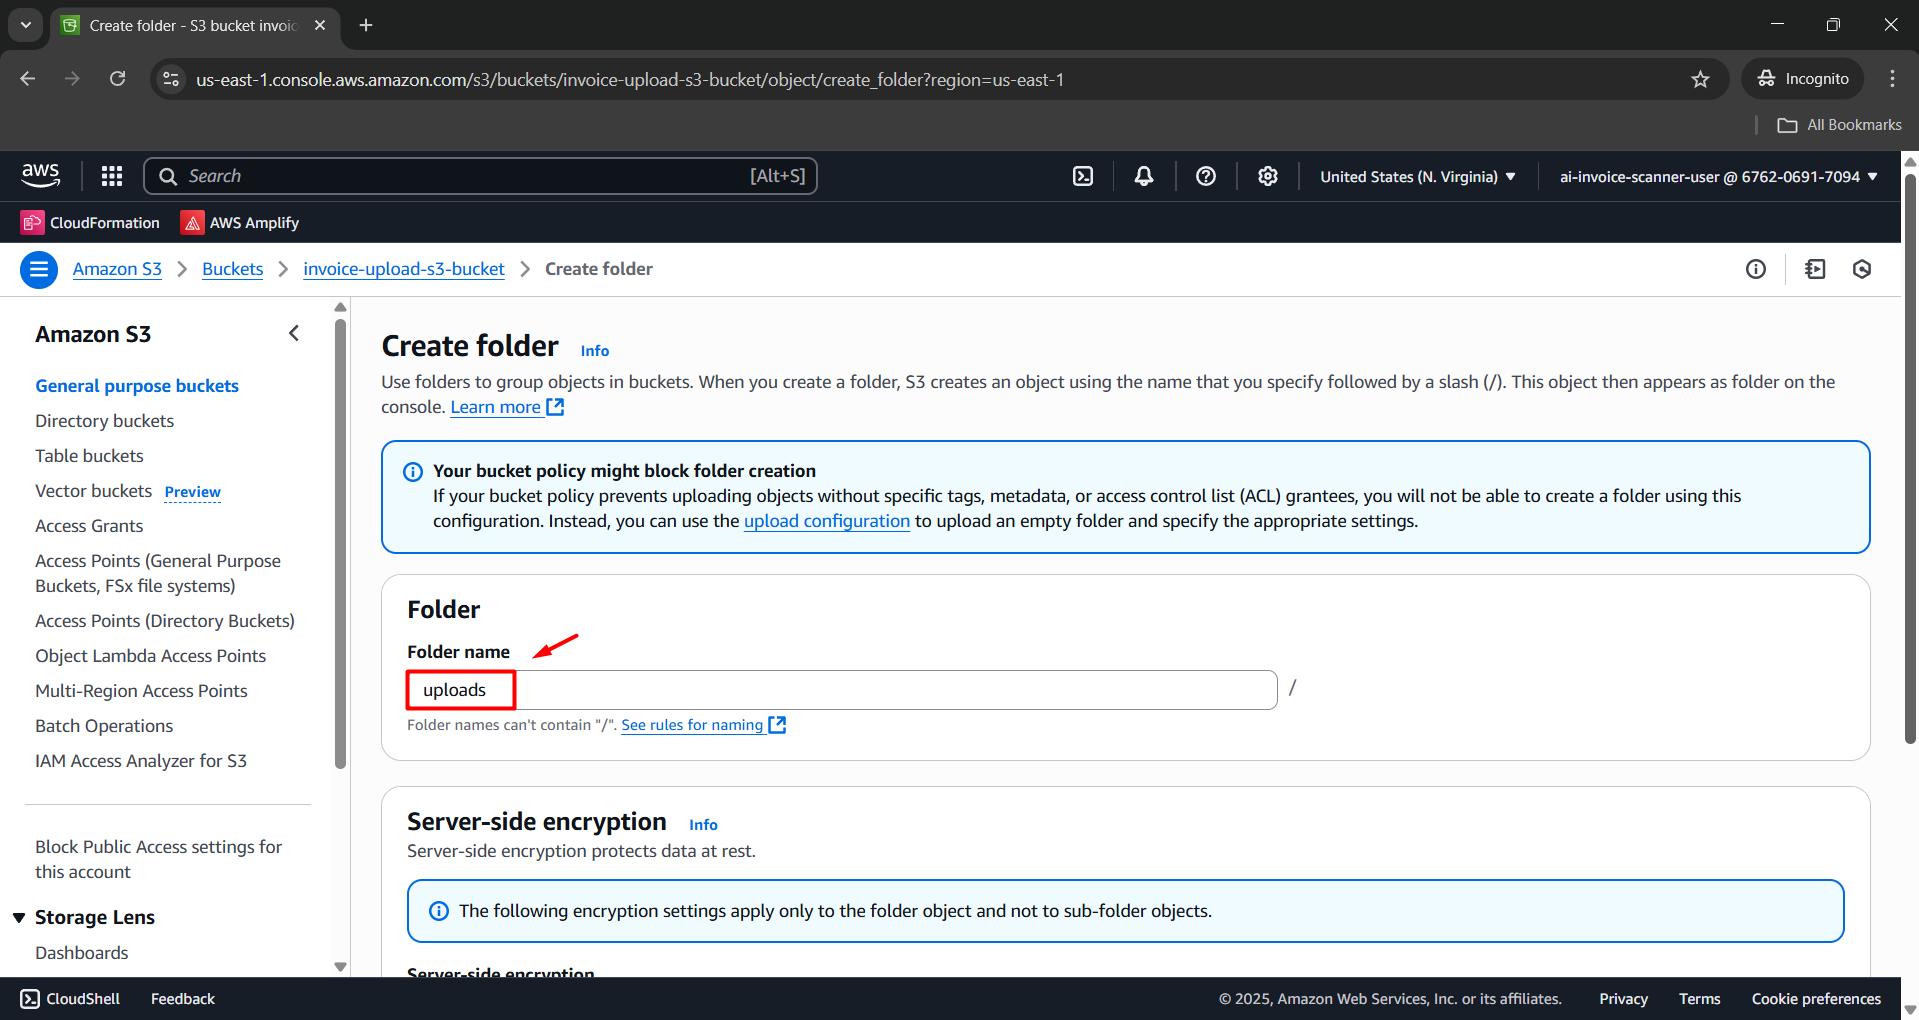 Create folder - S3 bucket invoic
us-east-1.console.aws.amazon.com/s3/buckets/invoice-upload-s3-bucket/object/create_folder?region=us-east-1
Incognito
All Bookmarks
aws
Search
[Alt+S]
United States (N. Virginia)
ai-invoice-scanner-user @ 6762-0691-7094
CloudFormation
AWS Amplify
Amazon S3 > Buckets > invoice-upload-s3-bucket > Create folder
Amazon S3
General purpose buckets
Directory buckets
Table buckets
Vector buckets Preview
Access Grants
Access Points (General Purpose
Buckets, FSx file systems)
Access Points (Directory Buckets)
Object Lambda Access Points
Multi-Region Access Points
Batch Operations
IAM Access Analyzer for S3
Block Public Access settings for
this account
Storage Lens
Dashboards
Create folder Info
Use folders to group objects in buckets. When you create a folder, S3 creates an object using the name that you specify followed by a slash (/). This object then appears as folder on the
console. Learn more
Your bucket policy might block folder creation
If your bucket policy prevents uploading objects without specific tags, metadata, or access control list (ACL) grantees, you will not be able to create a folder using this
configuration. Instead, you can use the upload configuration to upload an empty folder and specify the appropriate settings.
Folder
Folder name
uploads /
Folder names can't contain "/". See rules for naming
Server-side encryption Info
Server-side encryption protects data at rest.
The following encryption settings apply only to the folder object and not to sub-folder objects.
Server-side encryption
CloudShell
Feedback
© 2025, Amazon Web Services, Inc. or its affiliates.
Privacy
Terms
Cookie preferences